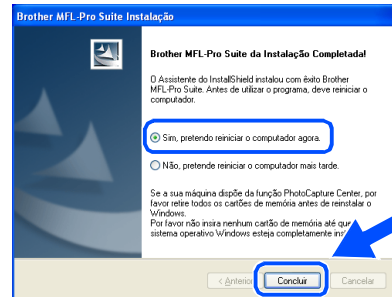 Brother MFL-Pro Suite Instalação
Brother MFL-Pro Suite da Instalação Completada!
O Assistente do InstallShield instalou com êxito Brother
MFL-Pro Suite. Antes de utilizar o programa, deve reiniciar o
computador.
Sim, pretendo reiniciar o computador agora.
Não, pretende reiniciar o computador mais tarde.
Se a sua máquina dispõe da função PhotoCapture Center, por
favor retire todos os cartões de memória antes de reinstalar o
Windows.
Por favor não insira nenhum cartão de memória até que
sistema operativo Windows esteja completamente
< Anterior
Concluir
Cancelar